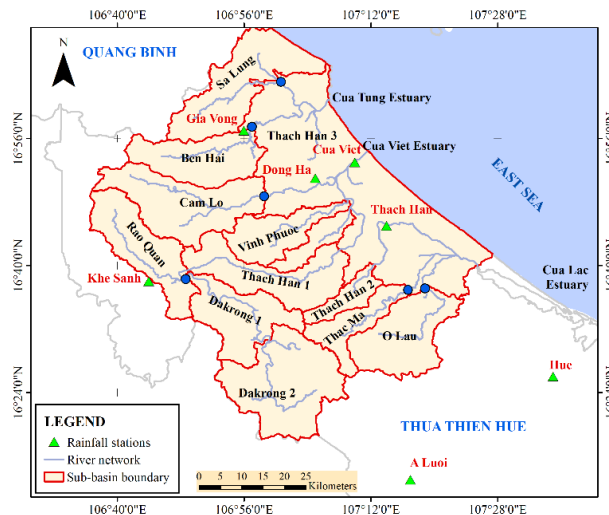 106°40'0"E 106°56'0"E 107°12'0"E 107°28'0"E
N
QUANG BINH
Sa Lung
Cua Tung Estuary
Gia Vong
Thach Han 3
16°56'0"N
Cua Viet
Cua Viet Estuary
Ben Hai
Dong Ha
EAST SEA
Cam Lo
Thach Han
Vinh Phuoc
Rao Quan
16°40'0"N
Khe Sanh
Thach Han 1
Cua Lac
Estuary
Thach Han 2
Dakrong 1
Thac Ma
O Lau
Hue
16°24'0"N
Dakrong 2
THUA THIEN HUE
LEGEND
Rainfall stations
River network
Sub-basin boundary
A Luoi
0 5 10 15 20 25
Kilometers
106°40'0"E 106°56'0"E 107°12'0"E 107°28'0"E